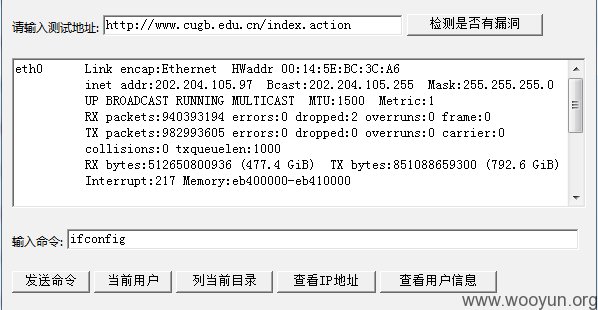 请输入测试地址: http://www.cugb.edu.cn/index.action 检测是否有漏洞
eth0 Link encap:Ethernet HWaddr 00:14:5E:BC:3C:A6
inet addr:202.204.105.97 Bcast:202.204.105.255 Mask:255.255.255.0
UP BROADCAST RUNNING MULTICAST MTU:1500 Metric:1
RX packets:940393194 errors:0 dropped:2 overruns:0 frame:0
TX packets:982993605 errors:0 dropped:0 overruns:0 carrier:0
collisions:0 txqueuelen:1000
RX bytes:512650800936 (477.4 GiB) TX bytes:851088659300 (792.6 GiB)
Interrupt:217 Memory:eb400000-eb410000
输入命令: ifconfig
发送命令 当前用户 列当前目录 查看IP地址 查看用户信息
www.wooyun.org